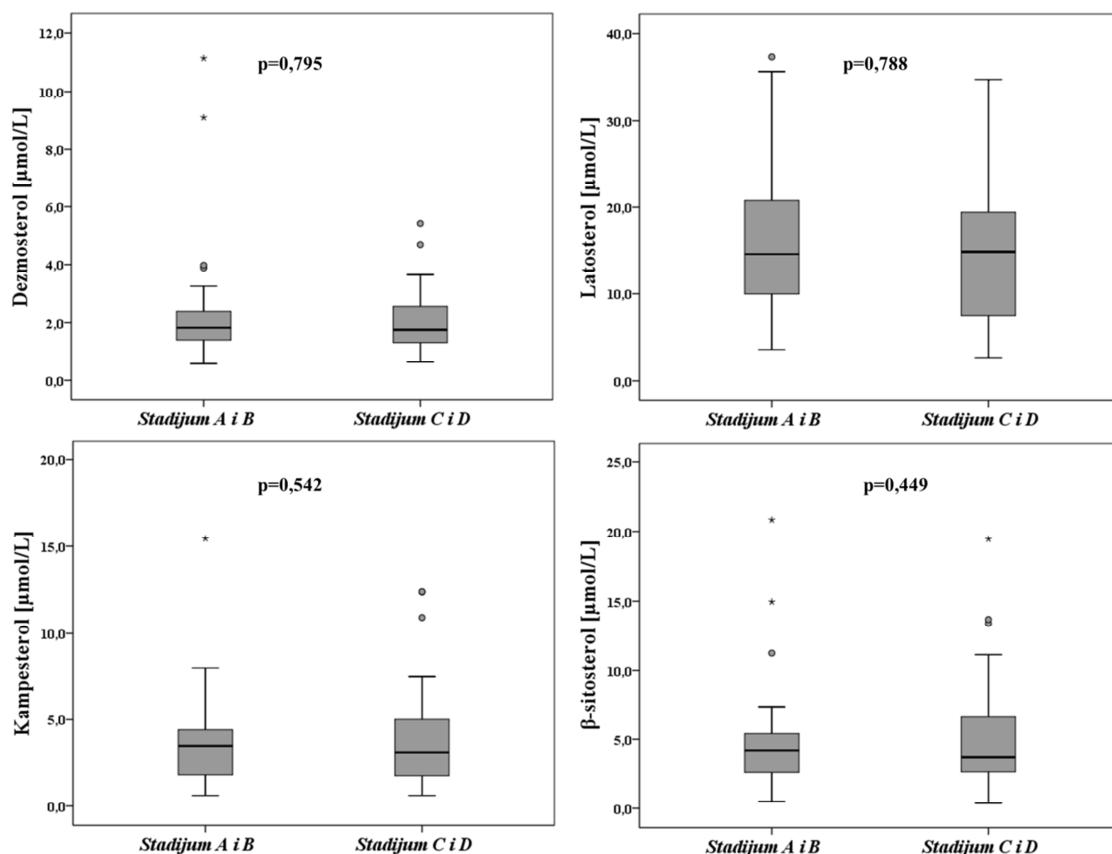 Dezmosterol [µmol/L]
12,0
10,0
8,0
6,0
4,0
2,0
0,0
p=0,795
Stadijum A i B
Stadijum C i D
Latosterol [µmol/L]
40,0
30,0
20,0
10,0
0,0
p=0,788
Stadijum A i B
Stadijum C i D
Kampesterol [µmol/L]
20,0
15,0
10,0
5,0
0,0
p=0,542
Stadijum A i B
Stadijum C i D
β-sitosterol [µmol/L]
25,0
20,0
15,0
10,0
5,0
0,0
p=0,449
Stadijum A i B
Stadijum C i D